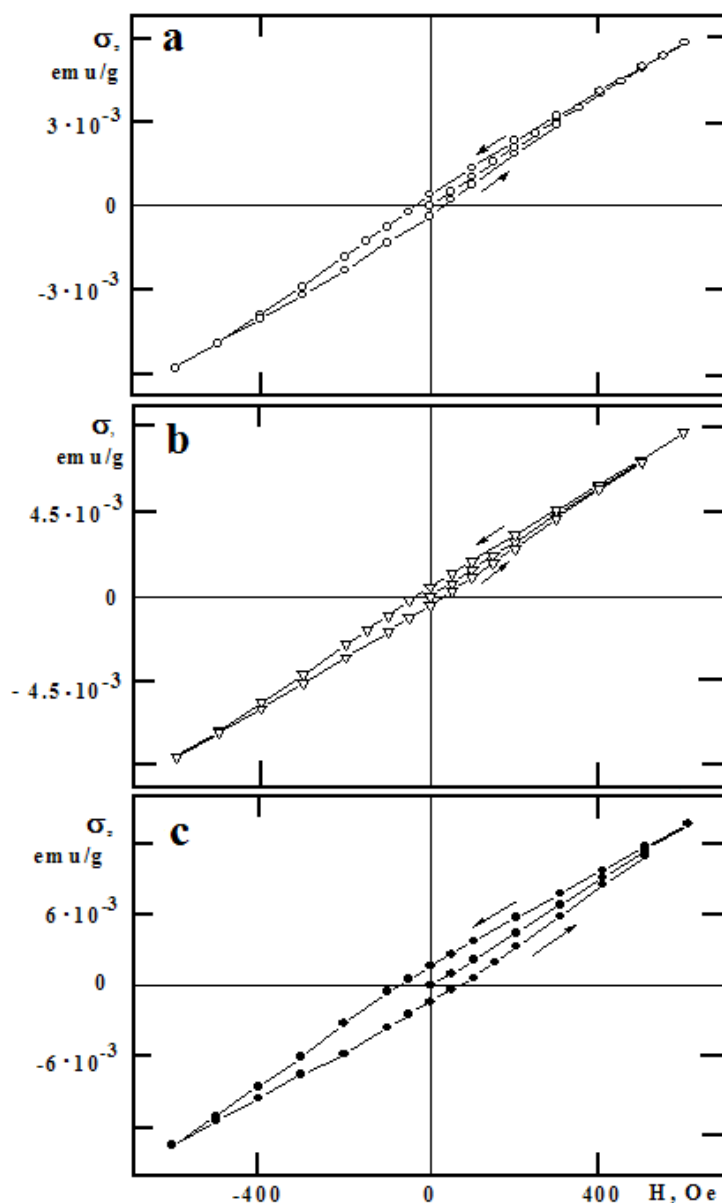 a
σ,
em u/g
3·10⁻³
0
-3·10⁻³
b
σ,
em u/g
4.5·10⁻³
0
- 4.5·10⁻³
c
σ,
em u/g
6·10⁻³
0
-6·10⁻³
-400 0 400 H, Oe